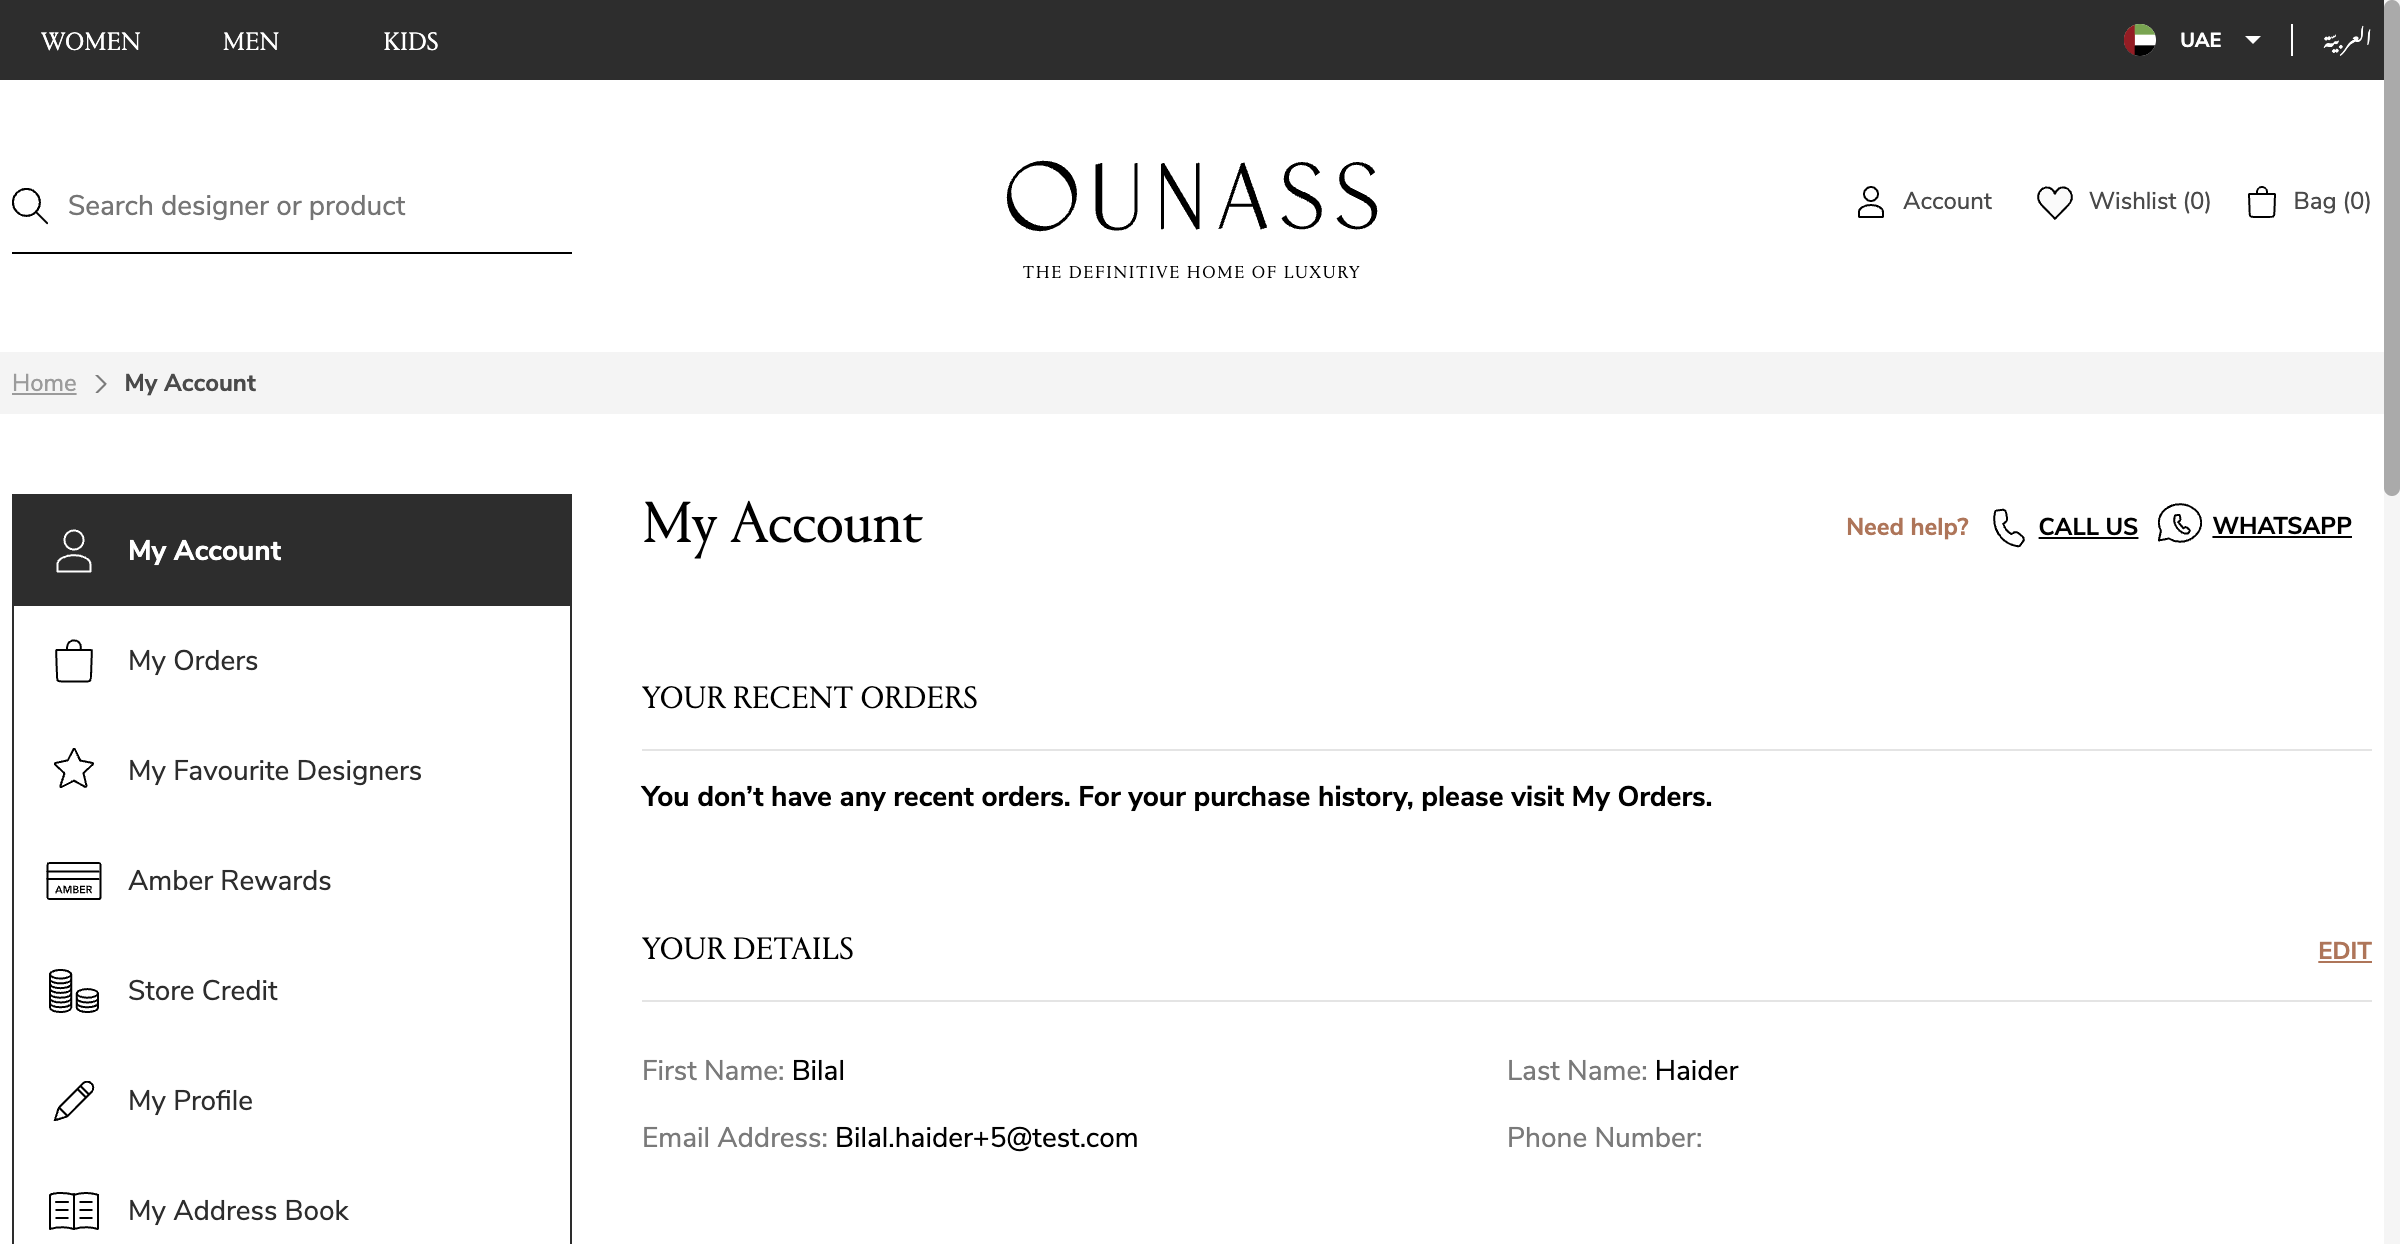 WOMEN MEN KIDS UAE العربية
Search designer or product
OUNASS
THE DEFINITIVE HOME OF LUXURY
Account Wishlist (0) Bag (0)
Home My Account
My Account
My Orders
My Favourite Designers
AMBER Amber Rewards
Store Credit
My Profile
My Address Book
My Account
Need help? CALL US WHATSAPP
YOUR RECENT ORDERS
You don’t have any recent orders. For your purchase history, please visit My Orders.
YOUR DETAILS EDIT
First Name: Bilal Last Name: Haider
Email Address: Bilal.haider+5@test.com Phone Number: